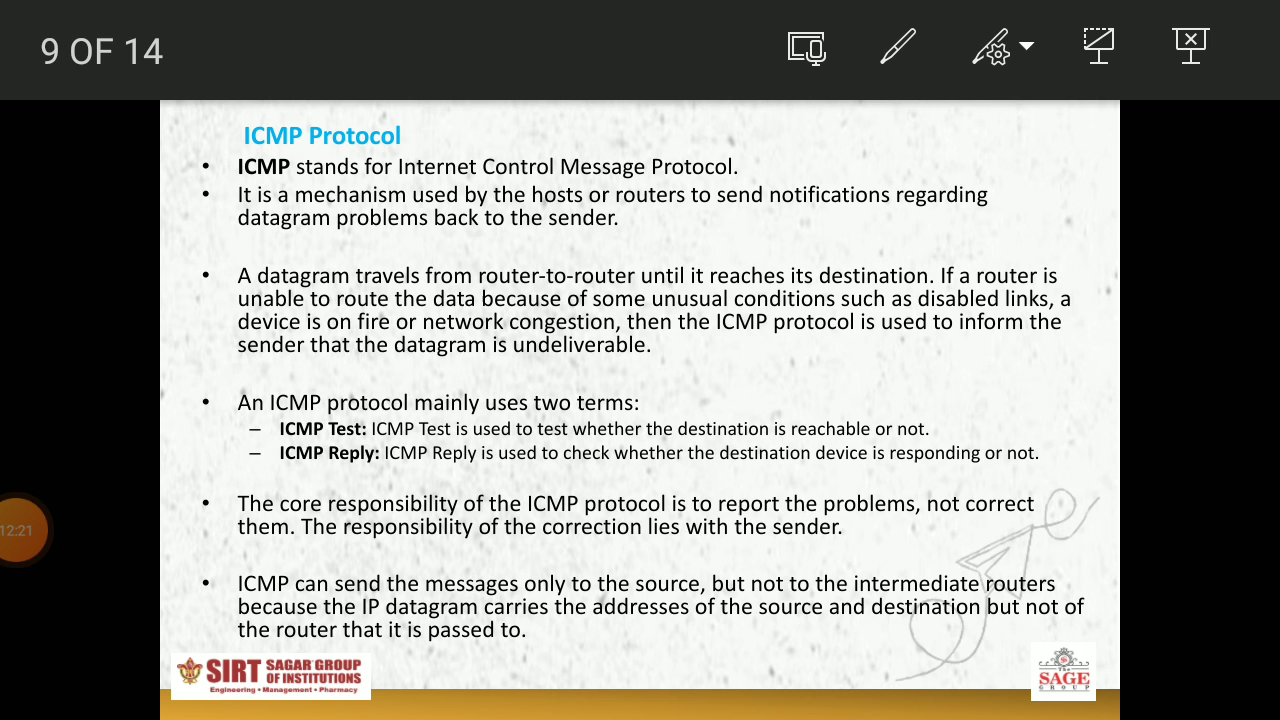 9 OF 14
ICMP Protocol
• ICMP stands for Internet Control Message Protocol.
• It is a mechanism used by the hosts or routers to send notifications regarding
datagram problems back to the sender.
• A datagram travels from router-to-router until it reaches its destination. If a router is
unable to route the data because of some unusual conditions such as disabled links, a
device is on fire or network congestion, then the ICMP protocol is used to inform the
sender that the datagram is undeliverable.
• An ICMP protocol mainly uses two terms:
– ICMP Test: ICMP Test is used to test whether the destination is reachable or not.
– ICMP Reply: ICMP Reply is used to check whether the destination device is responding or not.
• The core responsibility of the ICMP protocol is to report the problems, not correct
them. The responsibility of the correction lies with the sender.
12:21
• ICMP can send the messages only to the source, but not to the intermediate routers
because the IP datagram carries the addresses of the source and destination but not of
the router that it is passed to.
SIRT SAGAR GROUP
OF INSTITUTIONS
Engineering • Management • Pharmacy
The
SAGE
GROUP